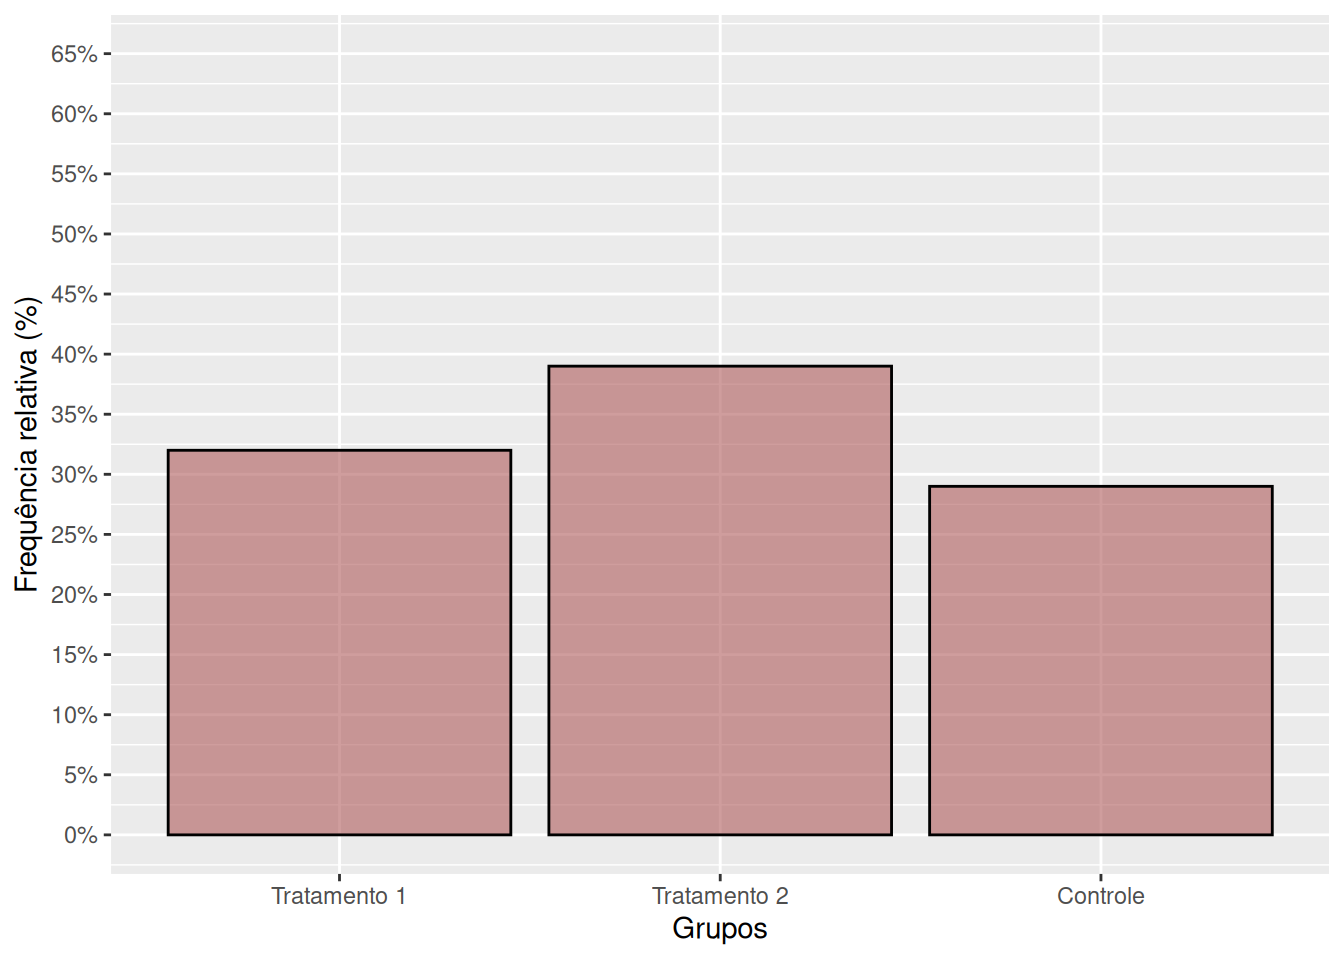 65%
60%
55%
50%
45%
40%
35%
30%
25%
20%
15%
10%
5%
0%
Frequência relativa (%)
Tratamento 1
Tratamento 2
Controle
Grupos